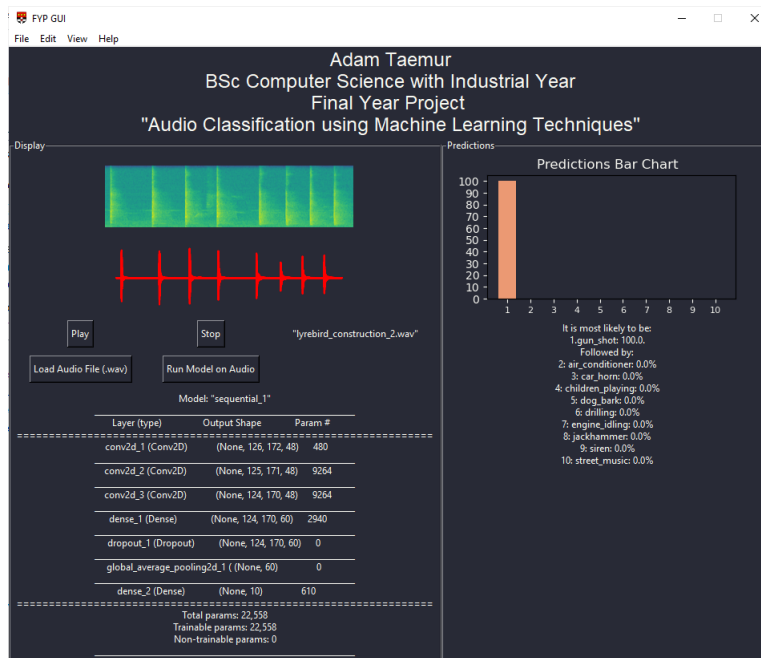 FYP GUI
File Edit View Help
Adam Taemur
BSc Computer Science with Industrial Year
Final Year Project
"Audio Classification using Machine Learning Techniques"
Display
Play
Stop
"lyrebird_construction_2.wav"
Load Audio File (.wav)
Run Model on Audio
Model: "sequential_1"
Layer (type) Output Shape Param #
=================================================================
conv2d_1 (Conv2D) (None, 126, 172, 48) 480
conv2d_2 (Conv2D) (None, 125, 171, 48) 9264
conv2d_3 (Conv2D) (None, 124, 170, 48) 9264
dense_1 (Dense) (None, 124, 170, 60) 2940
dropout_1 (Dropout) (None, 124, 170, 60) 0
global_average_pooling2d_1 ( (None, 60) 0
dense_2 (Dense) (None, 10) 610
=================================================================
Total params: 22,558
Trainable params: 22,558
Non-trainable params: 0
Predictions
Predictions Bar Chart
100
90
80
70
60
50
40
30
20
10
0
1 2 3 4 5 6 7 8 9 10
It is most likely to be:
1.gun_shot: 100.0.
Followed by:
2: air_conditioner: 0.0%
3: car_horn: 0.0%
4: children_playing: 0.0%
5: dog_bark: 0.0%
6: drilling: 0.0%
7: engine_idling: 0.0%
8: jackhammer: 0.0%
9: siren: 0.0%
10: street_music: 0.0%